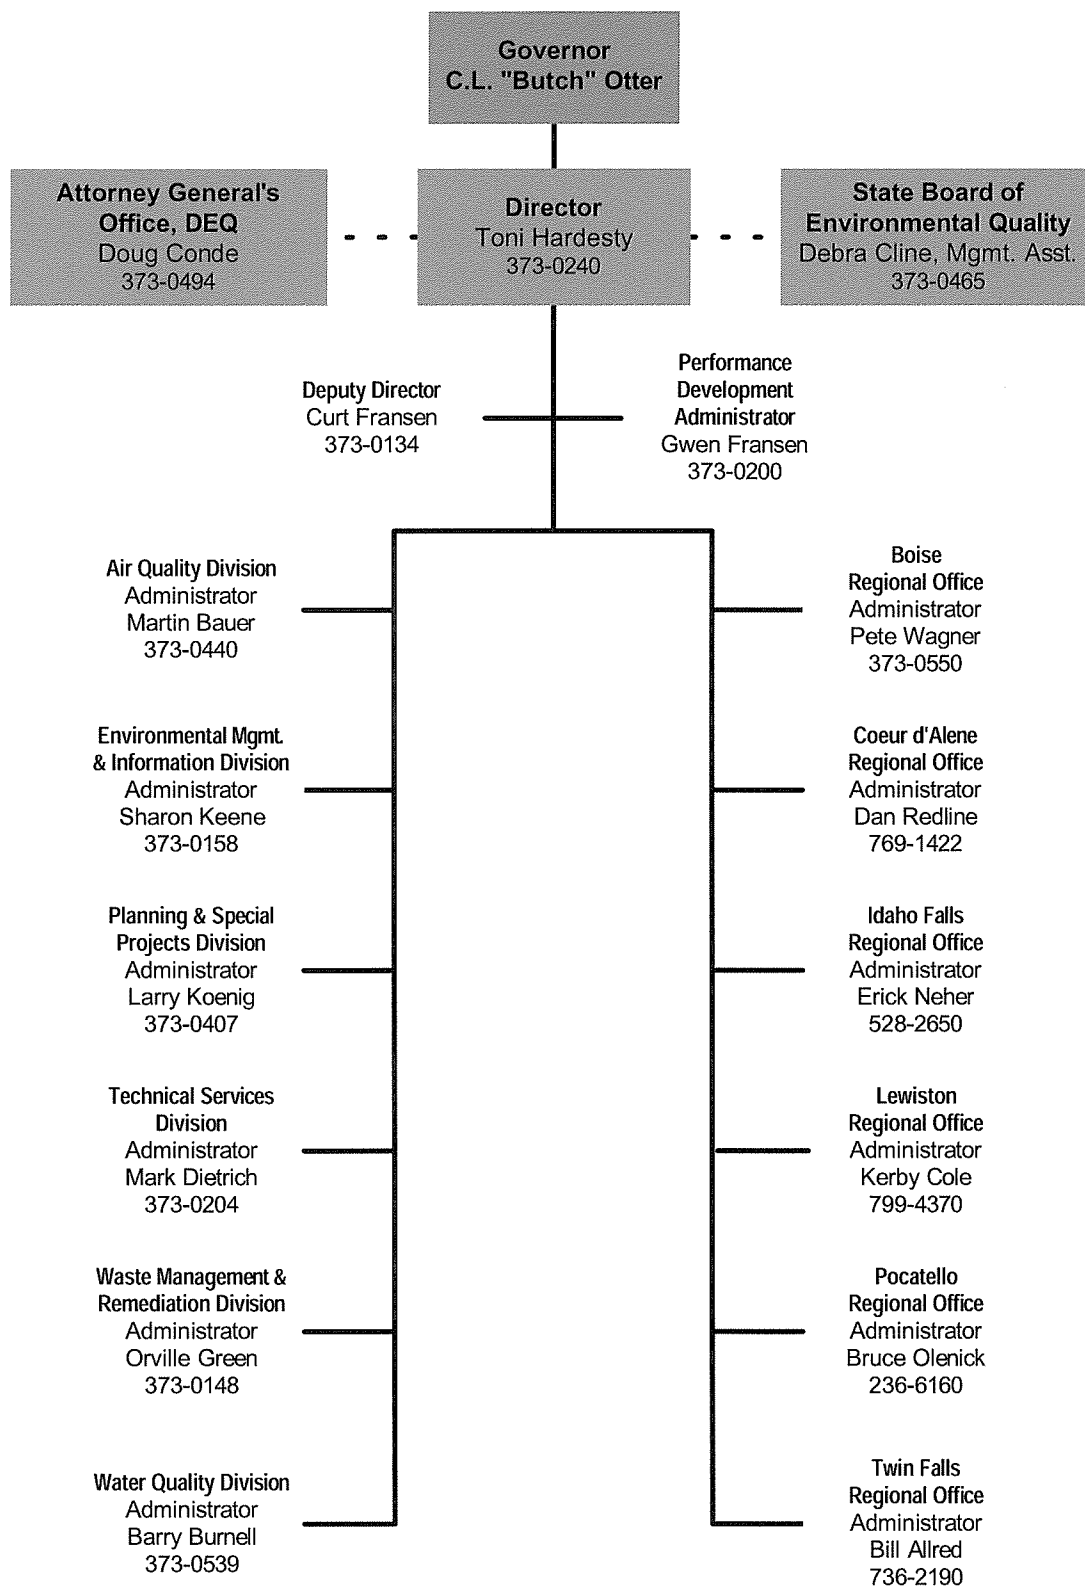 Governor
C.L. "Butch" Otter
Attorney General's
Office, DEQ
Doug Conde
373-0494
Director
Toni Hardesty
373-0240
State Board of
Environmental Quality
Debra Cline, Mgmt. Asst.
373-0465
Deputy Director
Curt Fransen
373-0134
Performance
Development
Administrator
Gwen Fransen
373-0200
Air Quality Division
Administrator
Martin Bauer
373-0440
Environmental Mgmt.
& Information Division
Administrator
Sharon Keene
373-0158
Planning & Special
Projects Division
Administrator
Larry Koenig
373-0407
Technical Services
Division
Administrator
Mark Dietrich
373-0204
Waste Management &
Remediation Division
Administrator
Orville Green
373-0148
Water Quality Division
Administrator
Barry Burnell
373-0539
Boise
Regional Office
Administrator
Pete Wagner
373-0550
Coeur d'Alene
Regional Office
Administrator
Dan Redline
769-1422
Idaho Falls
Regional Office
Administrator
Erick Neher
528-2650
Lewiston
Regional Office
Administrator
Kerby Cole
799-4370
Pocatello
Regional Office
Administrator
Bruce Olenick
236-6160
Twin Falls
Regional Office
Administrator
Bill Allred
736-2190